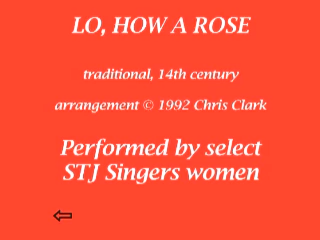 LO, HOW A ROSE
traditional, 14th century
arrangement © 1992 Chris Clark
Performed by select
STJ Singers women